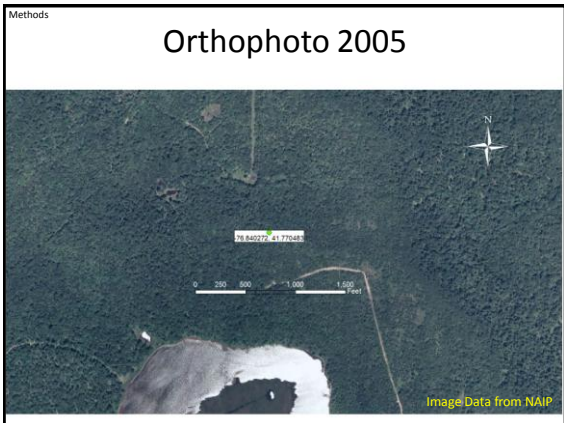 Methods
Orthophoto 2005
N
-76.840272, 41.770483
0 250 500 1,000 1,500
Feet
Image Data from NAIP